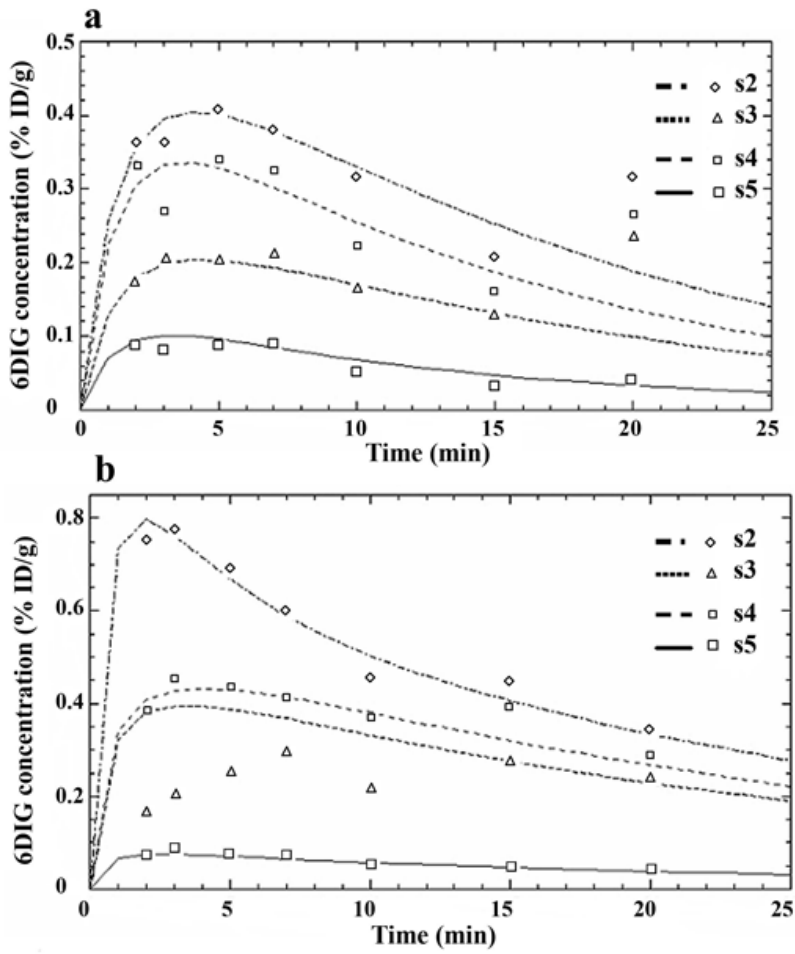 a
0.5
0.4
0.3
0.2
0.1
0
6DIG concentration (% ID/g)
s2
s3
s4
s5
0 5 10 15 20 25
Time (min)
b
0.8
0.6
0.4
0.2
0
6DIG concentration (% ID/g)
s2
s3
s4
s5
0 5 10 15 20 25
Time (min)